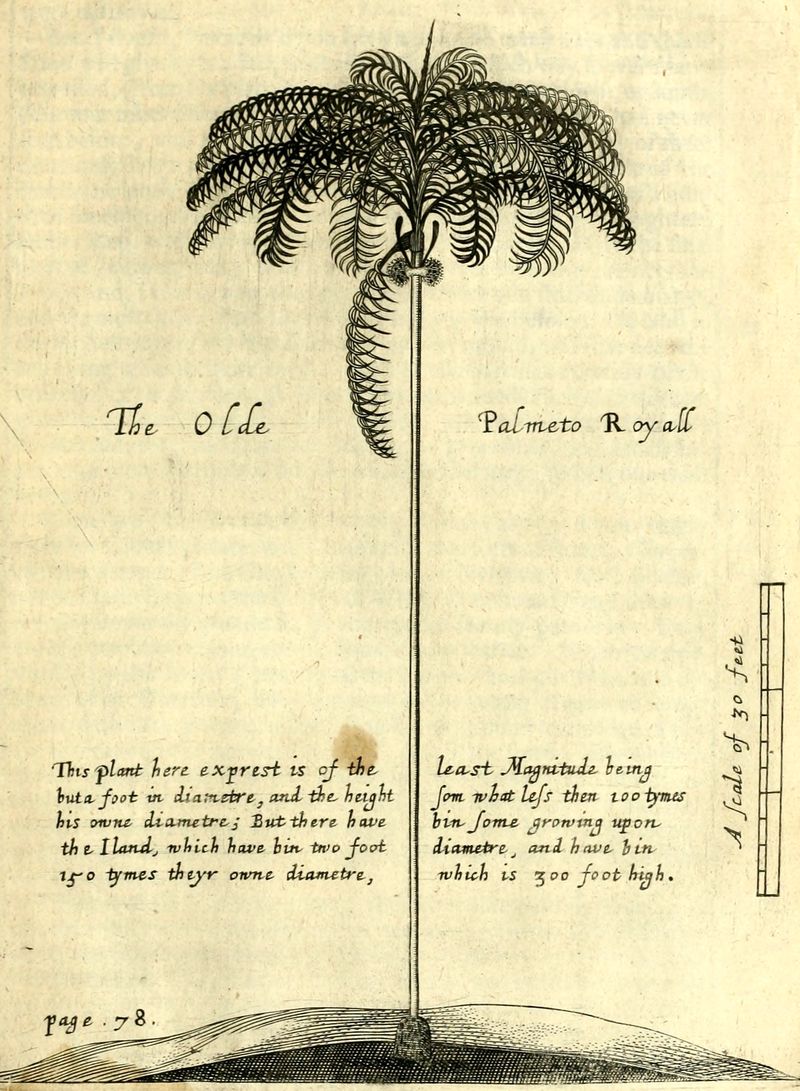 The Olde Palmeto Royall
A ſcale of 30 feet
This plant here exprest is of the Least Magnitude being
but a foot in diametre, and the height ſom what leſs then 100 tymes
his owne diametre; But there have bin ſome growing upon
the Iland, which have bin two foot diametre, and have bin
150 tymes theyr owne diametre, which is 300 foot high.
page . 78 .